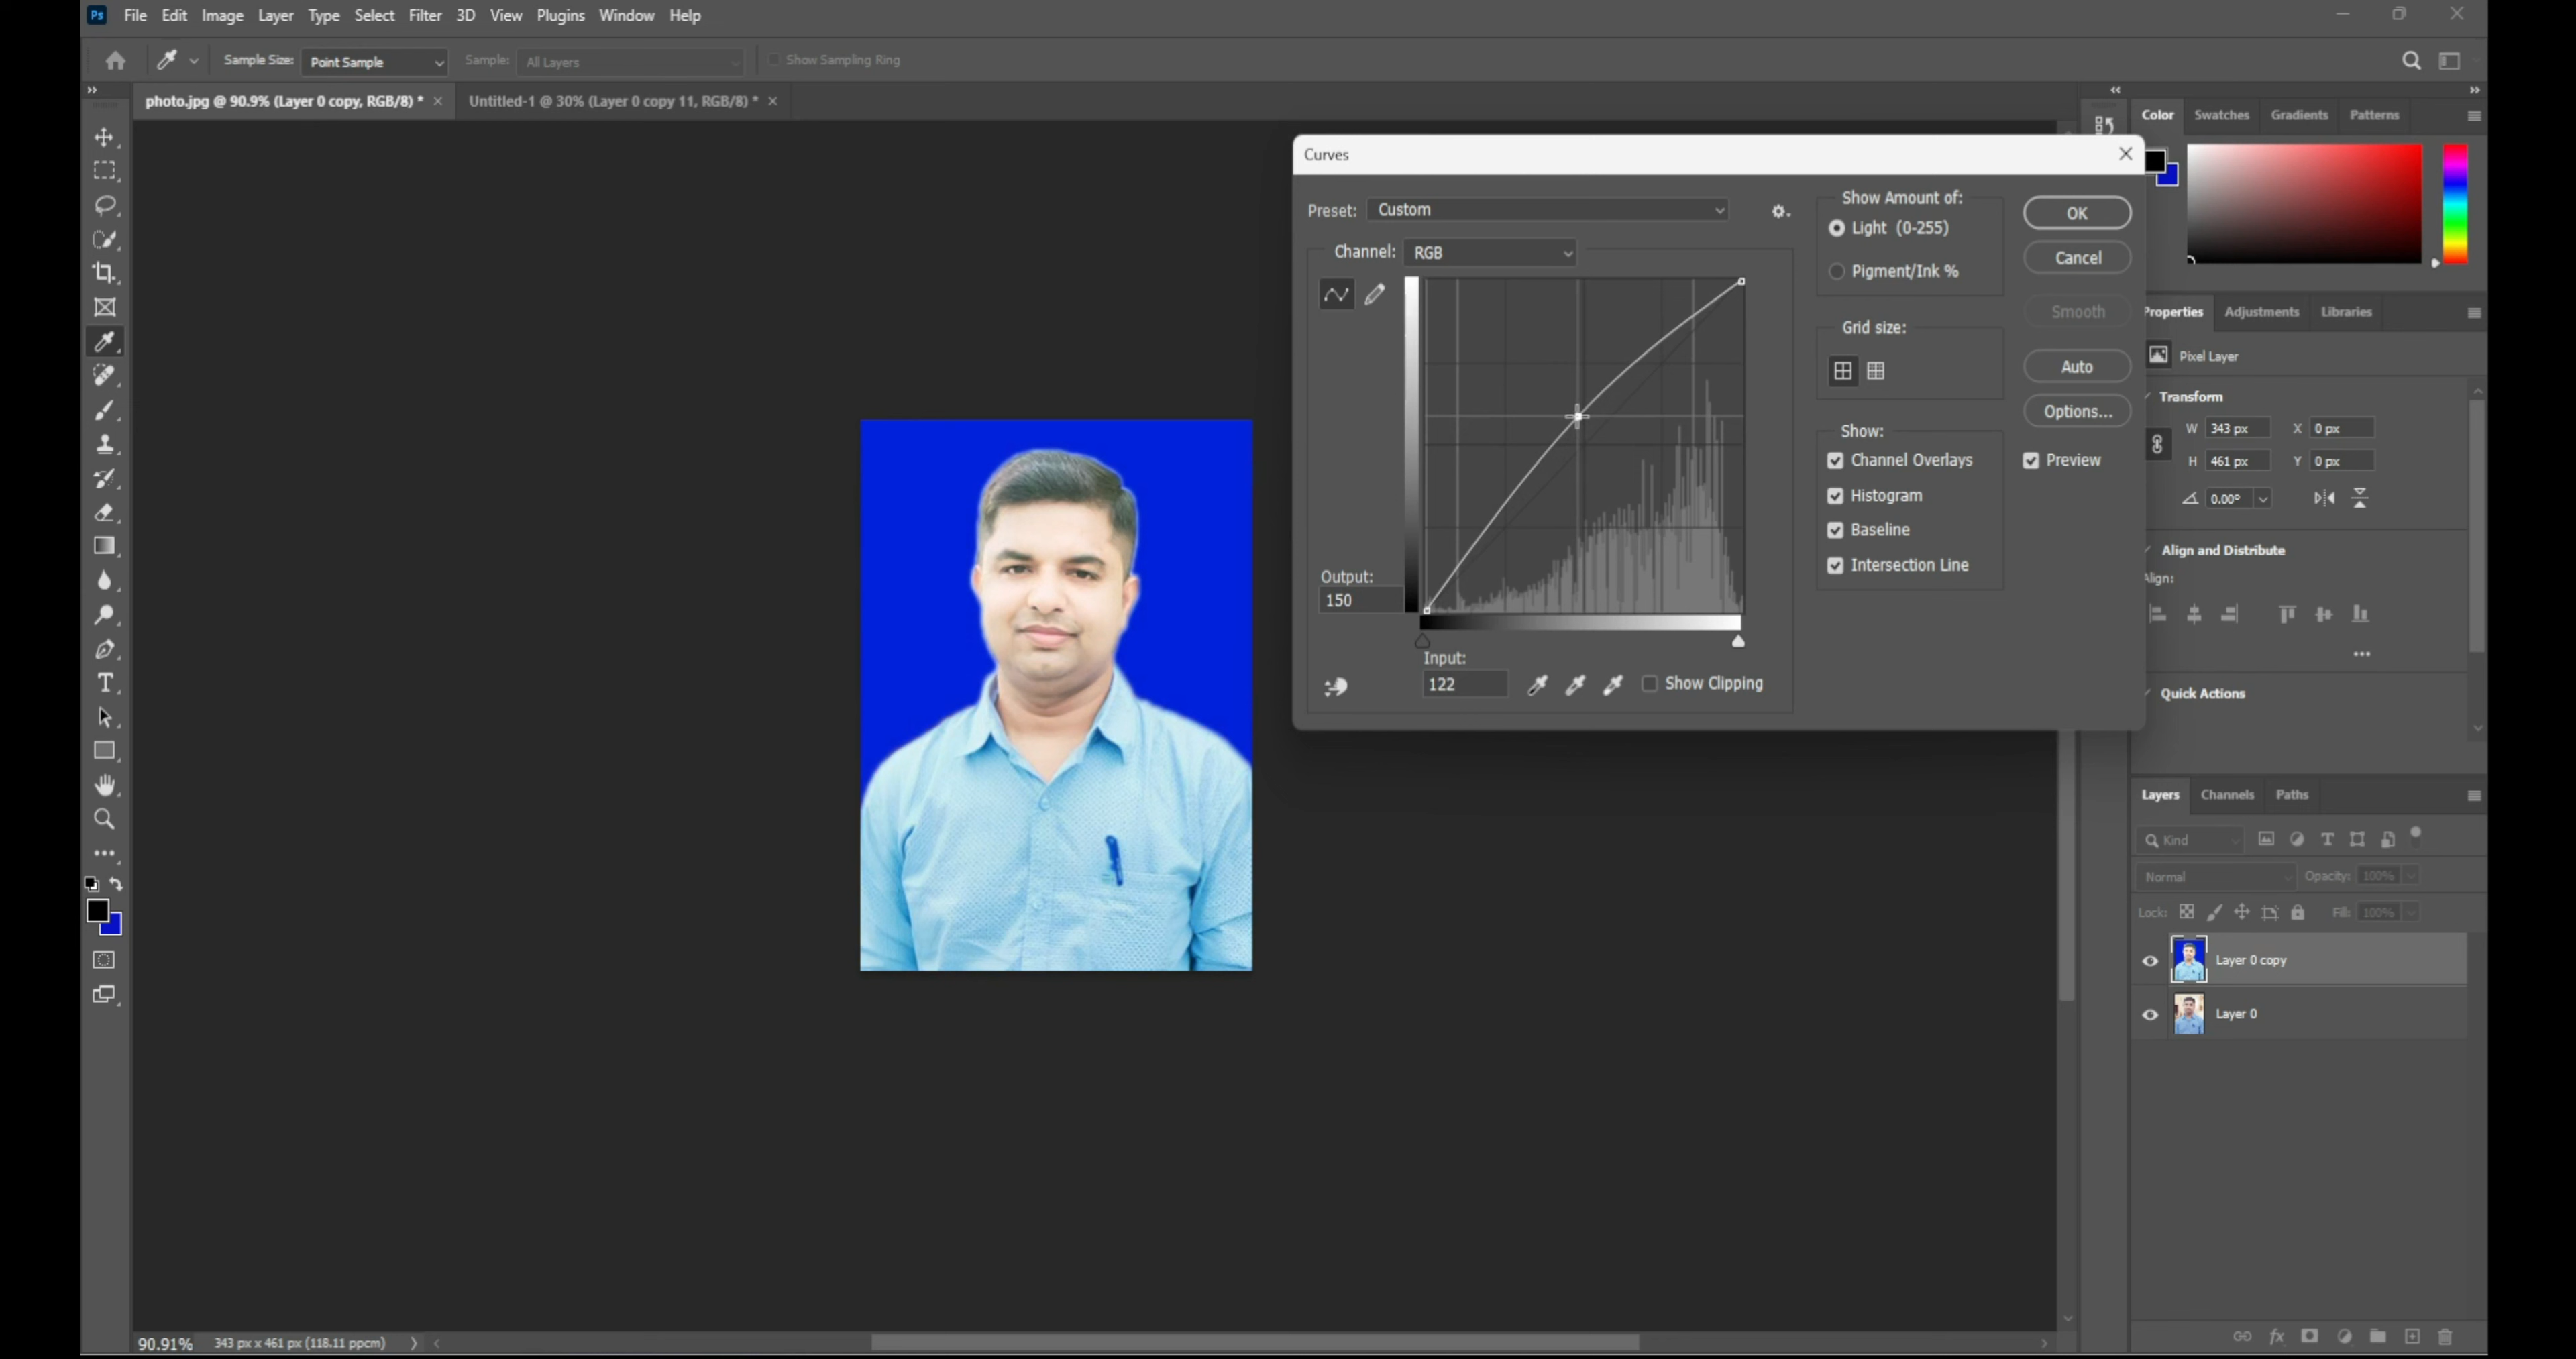 Ps File Edit Image Layer Type Select Filter 3D View Plugins Window Help
Sample Size: Point Sample Sample: All Layers Show Sampling Ring
photo.jpg @ 90.9% (Layer 0 copy, RGB/8) * × Untitled-1 @ 30% (Layer 0 copy 11, RGB/8) * ×
Color Swatches Gradients Patterns
Curves
Preset: Custom
Channel: RGB
Output:
150
Input:
122
Show Clipping
Show Amount of:
Light (0-255)
Pigment/Ink %
Grid size:
Show:
Channel Overlays
Histogram
Baseline
Intersection Line
OK
Cancel
Smooth
Auto
Options...
Preview
Properties Adjustments Libraries
Pixel Layer
Transform
W 343 px X 0 px
H 461 px Y 0 px
0.00°
Align and Distribute
Align:
Quick Actions
Layers Channels Paths
Kind
Normal Opacity: 100%
Lock: Fill: 100%
Layer 0 copy
Layer 0
fx
90.91% 343 px x 461 px (118.11 ppcm)